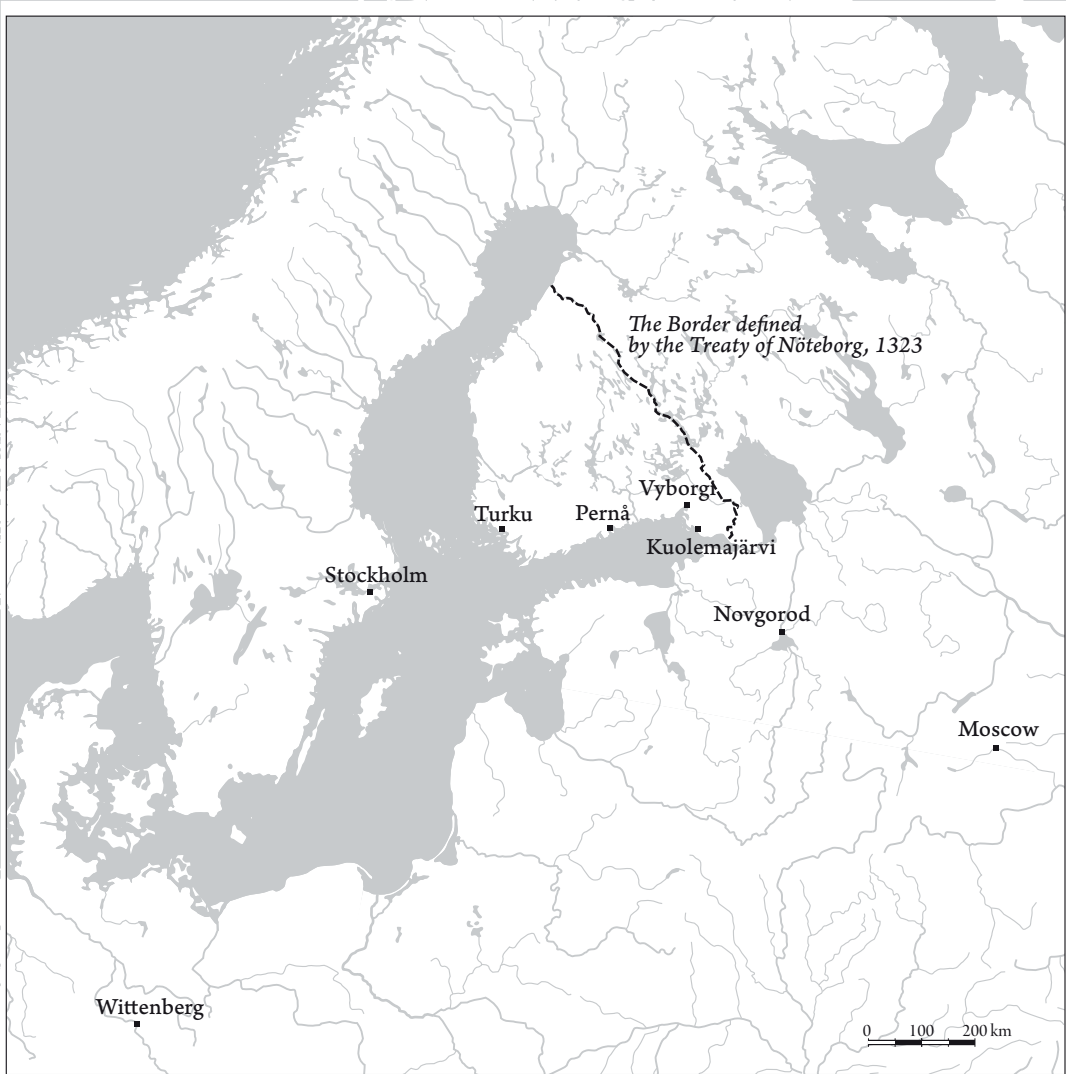 The Border defined
by the Treaty of Nöteborg, 1323
Vyborgi
Turku
Pernå
Kuolemajärvi
Stockholm
Novgorod
Moscow
Wittenberg
0 100 200 km